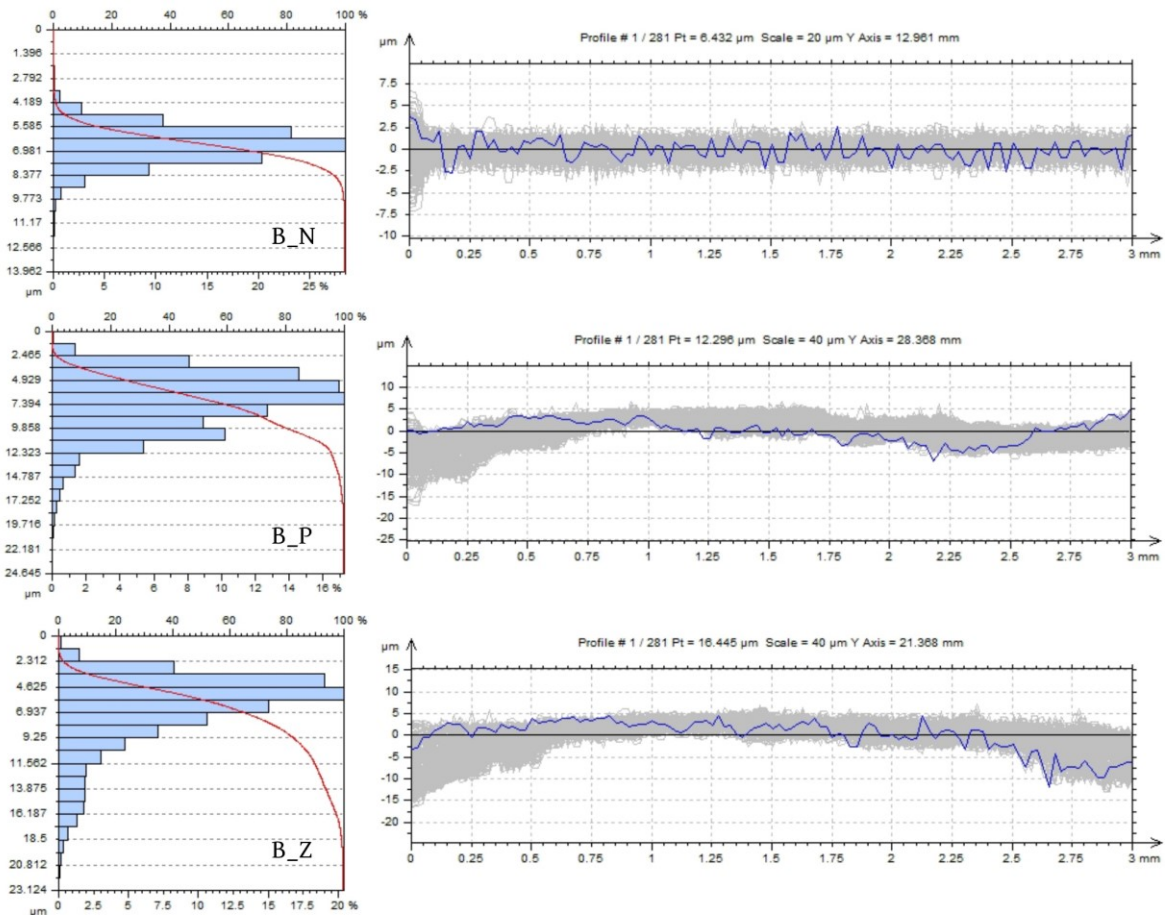 0 20 40 60 80 100 %
0
1.396
2.792
4.189
5.585
6.981
8.377
9.773
11.17
12.566
13.962
B_N
0 5 10 15 20 25 %
µm
Profile # 1 / 281 Pt = 6.432 µm Scale = 20 µm Y Axis = 12.961 mm
µm
7.5
5
2.5
0
-2.5
-5
-7.5
-10
0 0.25 0.5 0.75 1 1.25 1.5 1.75 2 2.25 2.5 2.75 3 mm
0 20 40 60 80 100 %
0
2.465
4.929
7.394
9.858
12.323
14.787
17.252
19.716
22.181
24.645
B_P
0 2 4 6 8 10 12 14 16 %
µm
Profile # 1 / 281 Pt = 12.296 µm Scale = 40 µm Y Axis = 28.368 mm
µm
10
5
0
-5
-10
-15
-20
-25
0 0.25 0.5 0.75 1 1.25 1.5 1.75 2 2.25 2.5 2.75 3 mm
0 20 40 60 80 100 %
0
2.312
4.625
6.937
9.25
11.562
13.875
16.187
18.5
20.812
23.124
B_Z
0 2.5 5 7.5 10 12.5 15 17.5 20 %
µm
Profile # 1 / 281 Pt = 16.445 µm Scale = 40 µm Y Axis = 21.368 mm
µm
15
10
5
0
-5
-10
-15
-20
0 0.25 0.5 0.75 1 1.25 1.5 1.75 2 2.25 2.5 2.75 3 mm